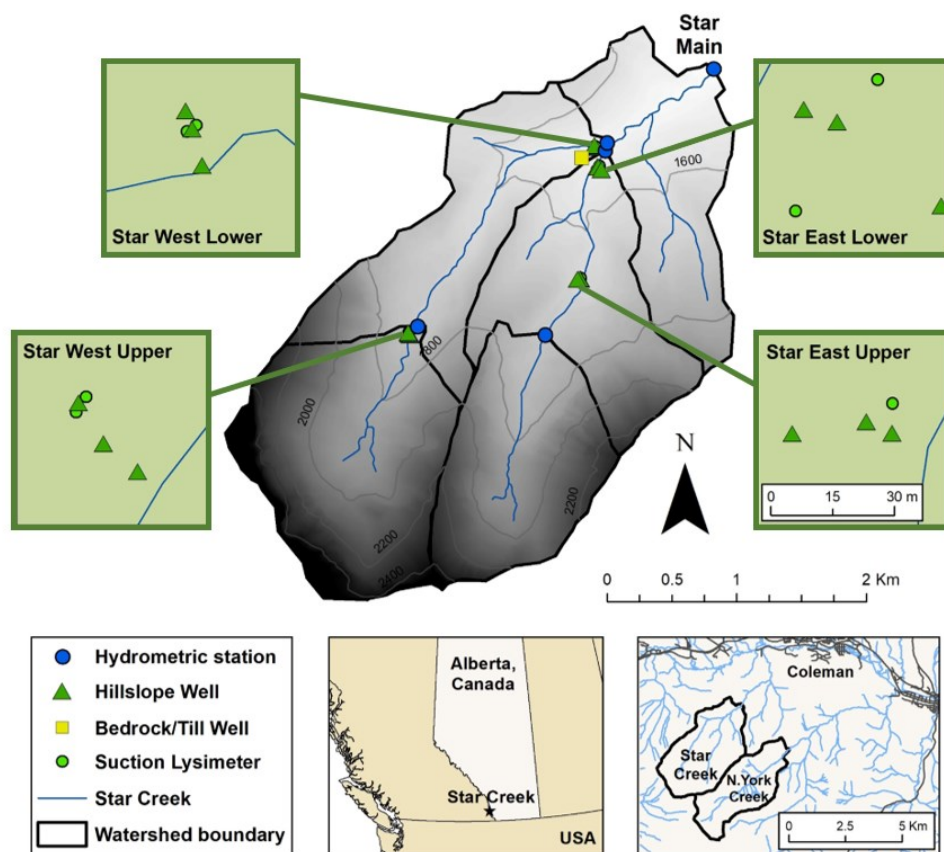 Star
Main
Star West Lower
Star East Lower
1600
Star West Upper
800
2000
Star East Upper
N
0 15 30 m
2200
2200
2400
0 0.5 1 2 Km
Hydrometric station
Hillslope Well
Bedrock/Till Well
Suction Lysimeter
Star Creek
Watershed boundary
Alberta,
Canada
Star Creek
USA
Coleman
Star
Creek
N.York
Creek
0 2.5 5 Km